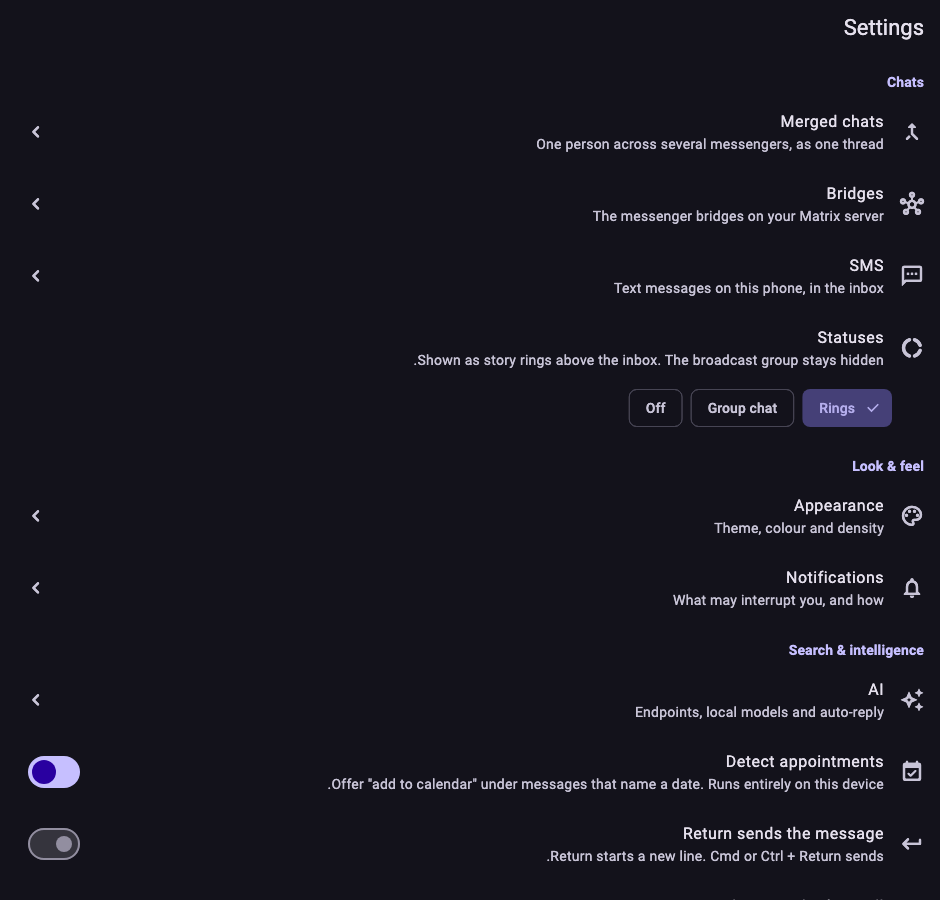 Settings
Chats
Merged chats
One person across several messengers, as one thread
Bridges
The messenger bridges on your Matrix server
SMS
Text messages on this phone, in the inbox
Statuses
.Shown as story rings above the inbox. The broadcast group stays hidden
Off Group chat Rings
Look & feel
Appearance
Theme, colour and density
Notifications
What may interrupt you, and how
Search & intelligence
AI
Endpoints, local models and auto-reply
Detect appointments
.Offer "add to calendar" under messages that name a date. Runs entirely on this device
Return sends the message
.Return starts a new line. Cmd or Ctrl + Return sends